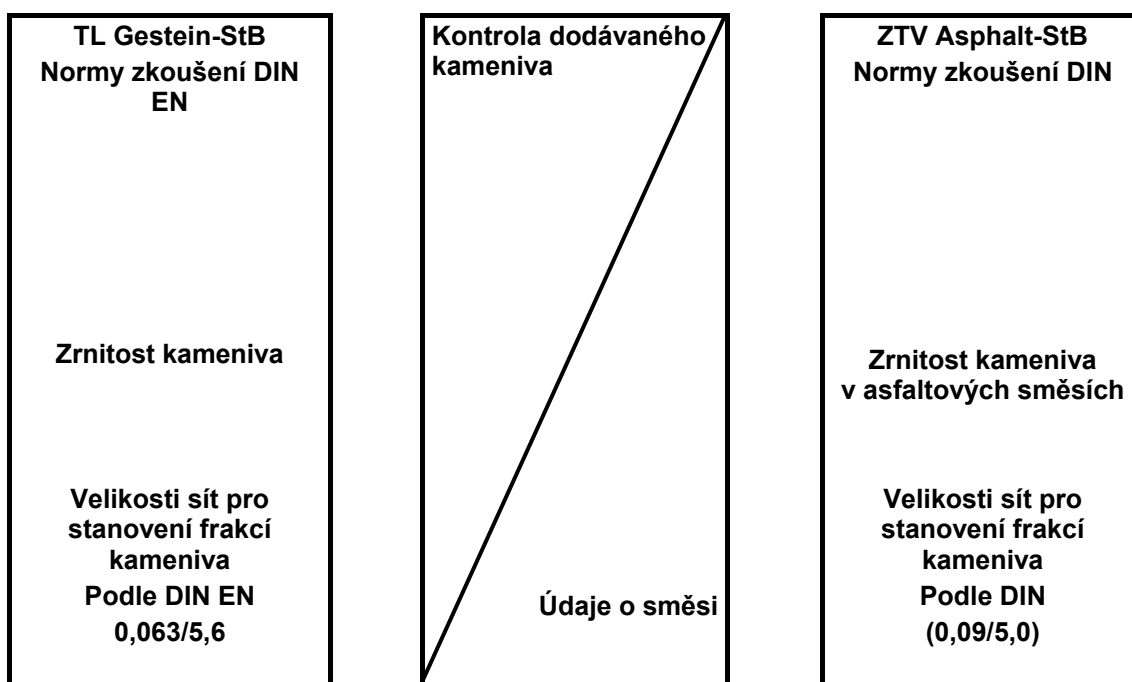 TL Gestein-StB
Normy zkoušení DIN
EN
Zrnitost kameniva
Velikosti sít pro
stanovení frakcí
kameniva
Podle DIN EN
0,063/5,6
Kontrola dodávaného
kameniva
Údaje o směsi
ZTV Asphalt-StB
Normy zkoušení DIN
Zrnitost kameniva
v asfaltových směsích
Velikosti sít pro
stanovení frakcí
kameniva
Podle DIN
(0,09/5,0)